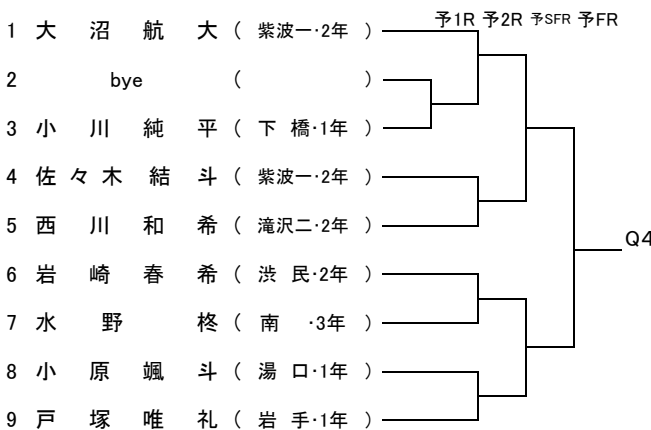 予1R 予2R 予SFR 予FR
1 大 沼 航 大 ( 紫波一・2年 )
2 bye ( )
3 小 川 純 平 ( 下 橋・1年 )
4 佐 々 木 結 斗 ( 紫波一・2年 )
5 西 川 和 希 ( 滝沢二・2年 )
Q4
6 岩 崎 春 希 ( 渋 民・2年 )
7 水 野 柊 ( 南 ・3年 )
8 小 原 颯 斗 ( 湯 口・1年 )
9 戸 塚 唯 礼 ( 岩 手・1年 )